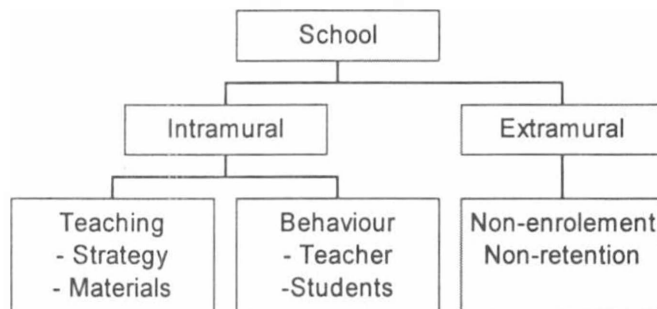 School
Intramural
Extramural
Teaching
- Strategy
- Materials
Behaviour
- Teacher
-Students
Non-enrolement
Non-retention